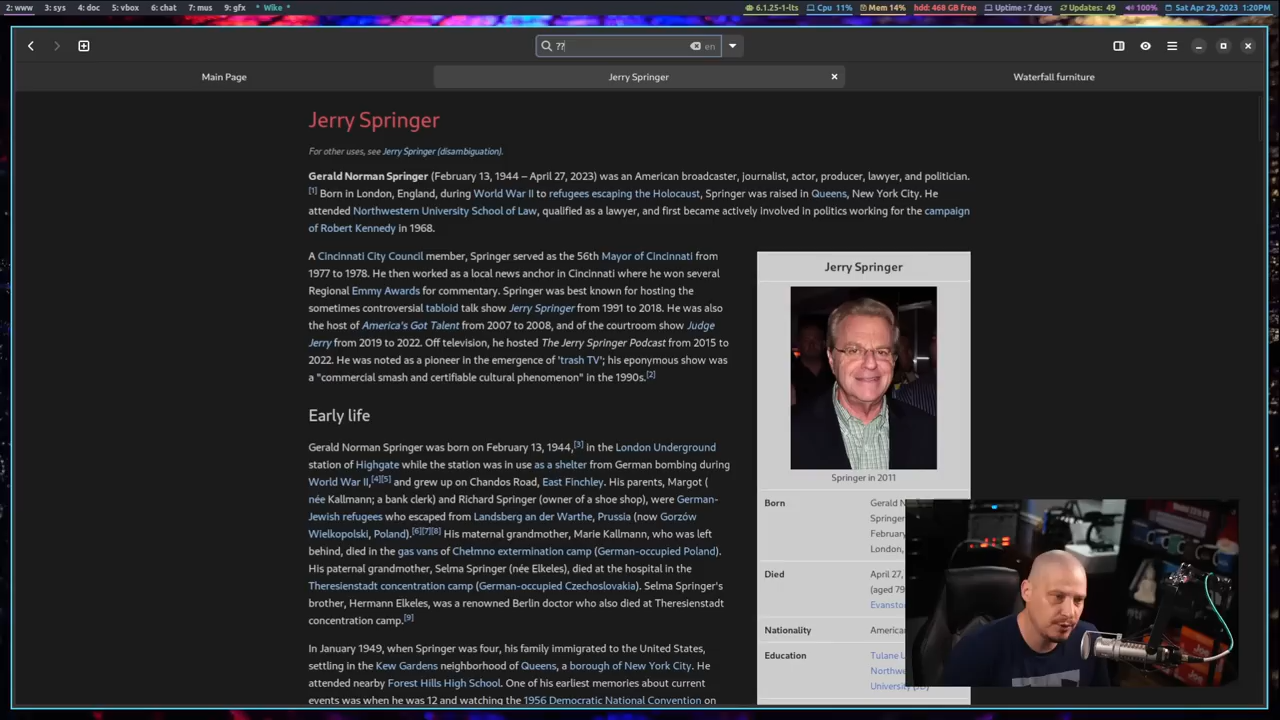 2: www 3: sys 4: doc 5: vbox 6: chat 7: mus 9: gfx * Wike * 6.1.25-1-lts Cpu 11% Mem 14% hdd: 468 GB free Uptime : 7 days Updates: 49 100% Sat Apr 29, 2023 1:20PM
?? en
Main Page Jerry Springer Waterfall furniture
Jerry Springer
For other uses, see Jerry Springer (disambiguation).
Gerald Norman Springer (February 13, 1944 – April 27, 2023) was an American broadcaster, journalist, actor, producer, lawyer, and politician.
[1] Born in London, England, during World War II to refugees escaping the Holocaust, Springer was raised in Queens, New York City. He
attended Northwestern University School of Law, qualified as a lawyer, and first became actively involved in politics working for the campaign
of Robert Kennedy in 1968.
A Cincinnati City Council member, Springer served as the 56th Mayor of Cincinnati from
1977 to 1978. He then worked as a local news anchor in Cincinnati where he won several
Regional Emmy Awards for commentary. Springer was best known for hosting the
sometimes controversial tabloid talk show Jerry Springer from 1991 to 2018. He was also
the host of America's Got Talent from 2007 to 2008, and of the courtroom show Judge
Jerry from 2019 to 2022. Off television, he hosted The Jerry Springer Podcast from 2015 to
2022. He was noted as a pioneer in the emergence of 'trash TV'; his eponymous show was
a "commercial smash and certifiable cultural phenomenon" in the 1990s.[2]
Early life
Gerald Norman Springer was born on February 13, 1944,[3] in the London Underground
station of Highgate while the station was in use as a shelter from German bombing during
World War II,[4][5] and grew up on Chandos Road, East Finchley. His parents, Margot (
née Kallmann; a bank clerk) and Richard Springer (owner of a shoe shop), were German-
Jewish refugees who escaped from Landsberg an der Warthe, Prussia (now Gorzów
Wielkopolski, Poland).[6][7][8] His maternal grandmother, Marie Kallmann, who was left
behind, died in the gas vans of Chełmno extermination camp (German-occupied Poland).
His paternal grandmother, Selma Springer (née Elkeles), died at the hospital in the
Theresienstadt concentration camp (German-occupied Czechoslovakia). Selma Springer's
brother, Hermann Elkeles, was a renowned Berlin doctor who also died at Theresienstadt
concentration camp.[9]
In January 1949, when Springer was four, his family immigrated to the United States,
settling in the Kew Gardens neighborhood of Queens, a borough of New York City. He
attended nearby Forest Hills High School. One of his earliest memories about current
events was when he was 12 and watching the 1956 Democratic National Convention on
Jerry Springer
Springer in 2011
Born Gerald N
Springer
February
London,
Died April 27,
(aged 79
Evansto
Nationality America
Education Tulane U
Northwe
University (JD)